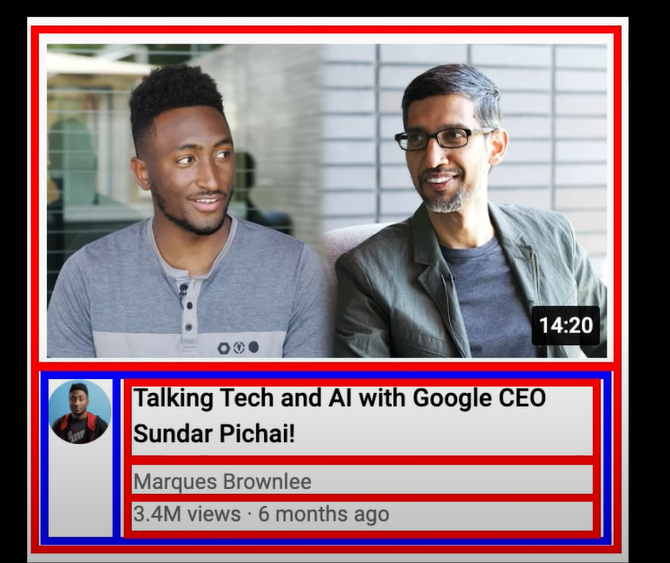 14:20
Talking Tech and AI with Google CEO
Sundar Pichai!
Marques Brownlee
3.4M views · 6 months ago